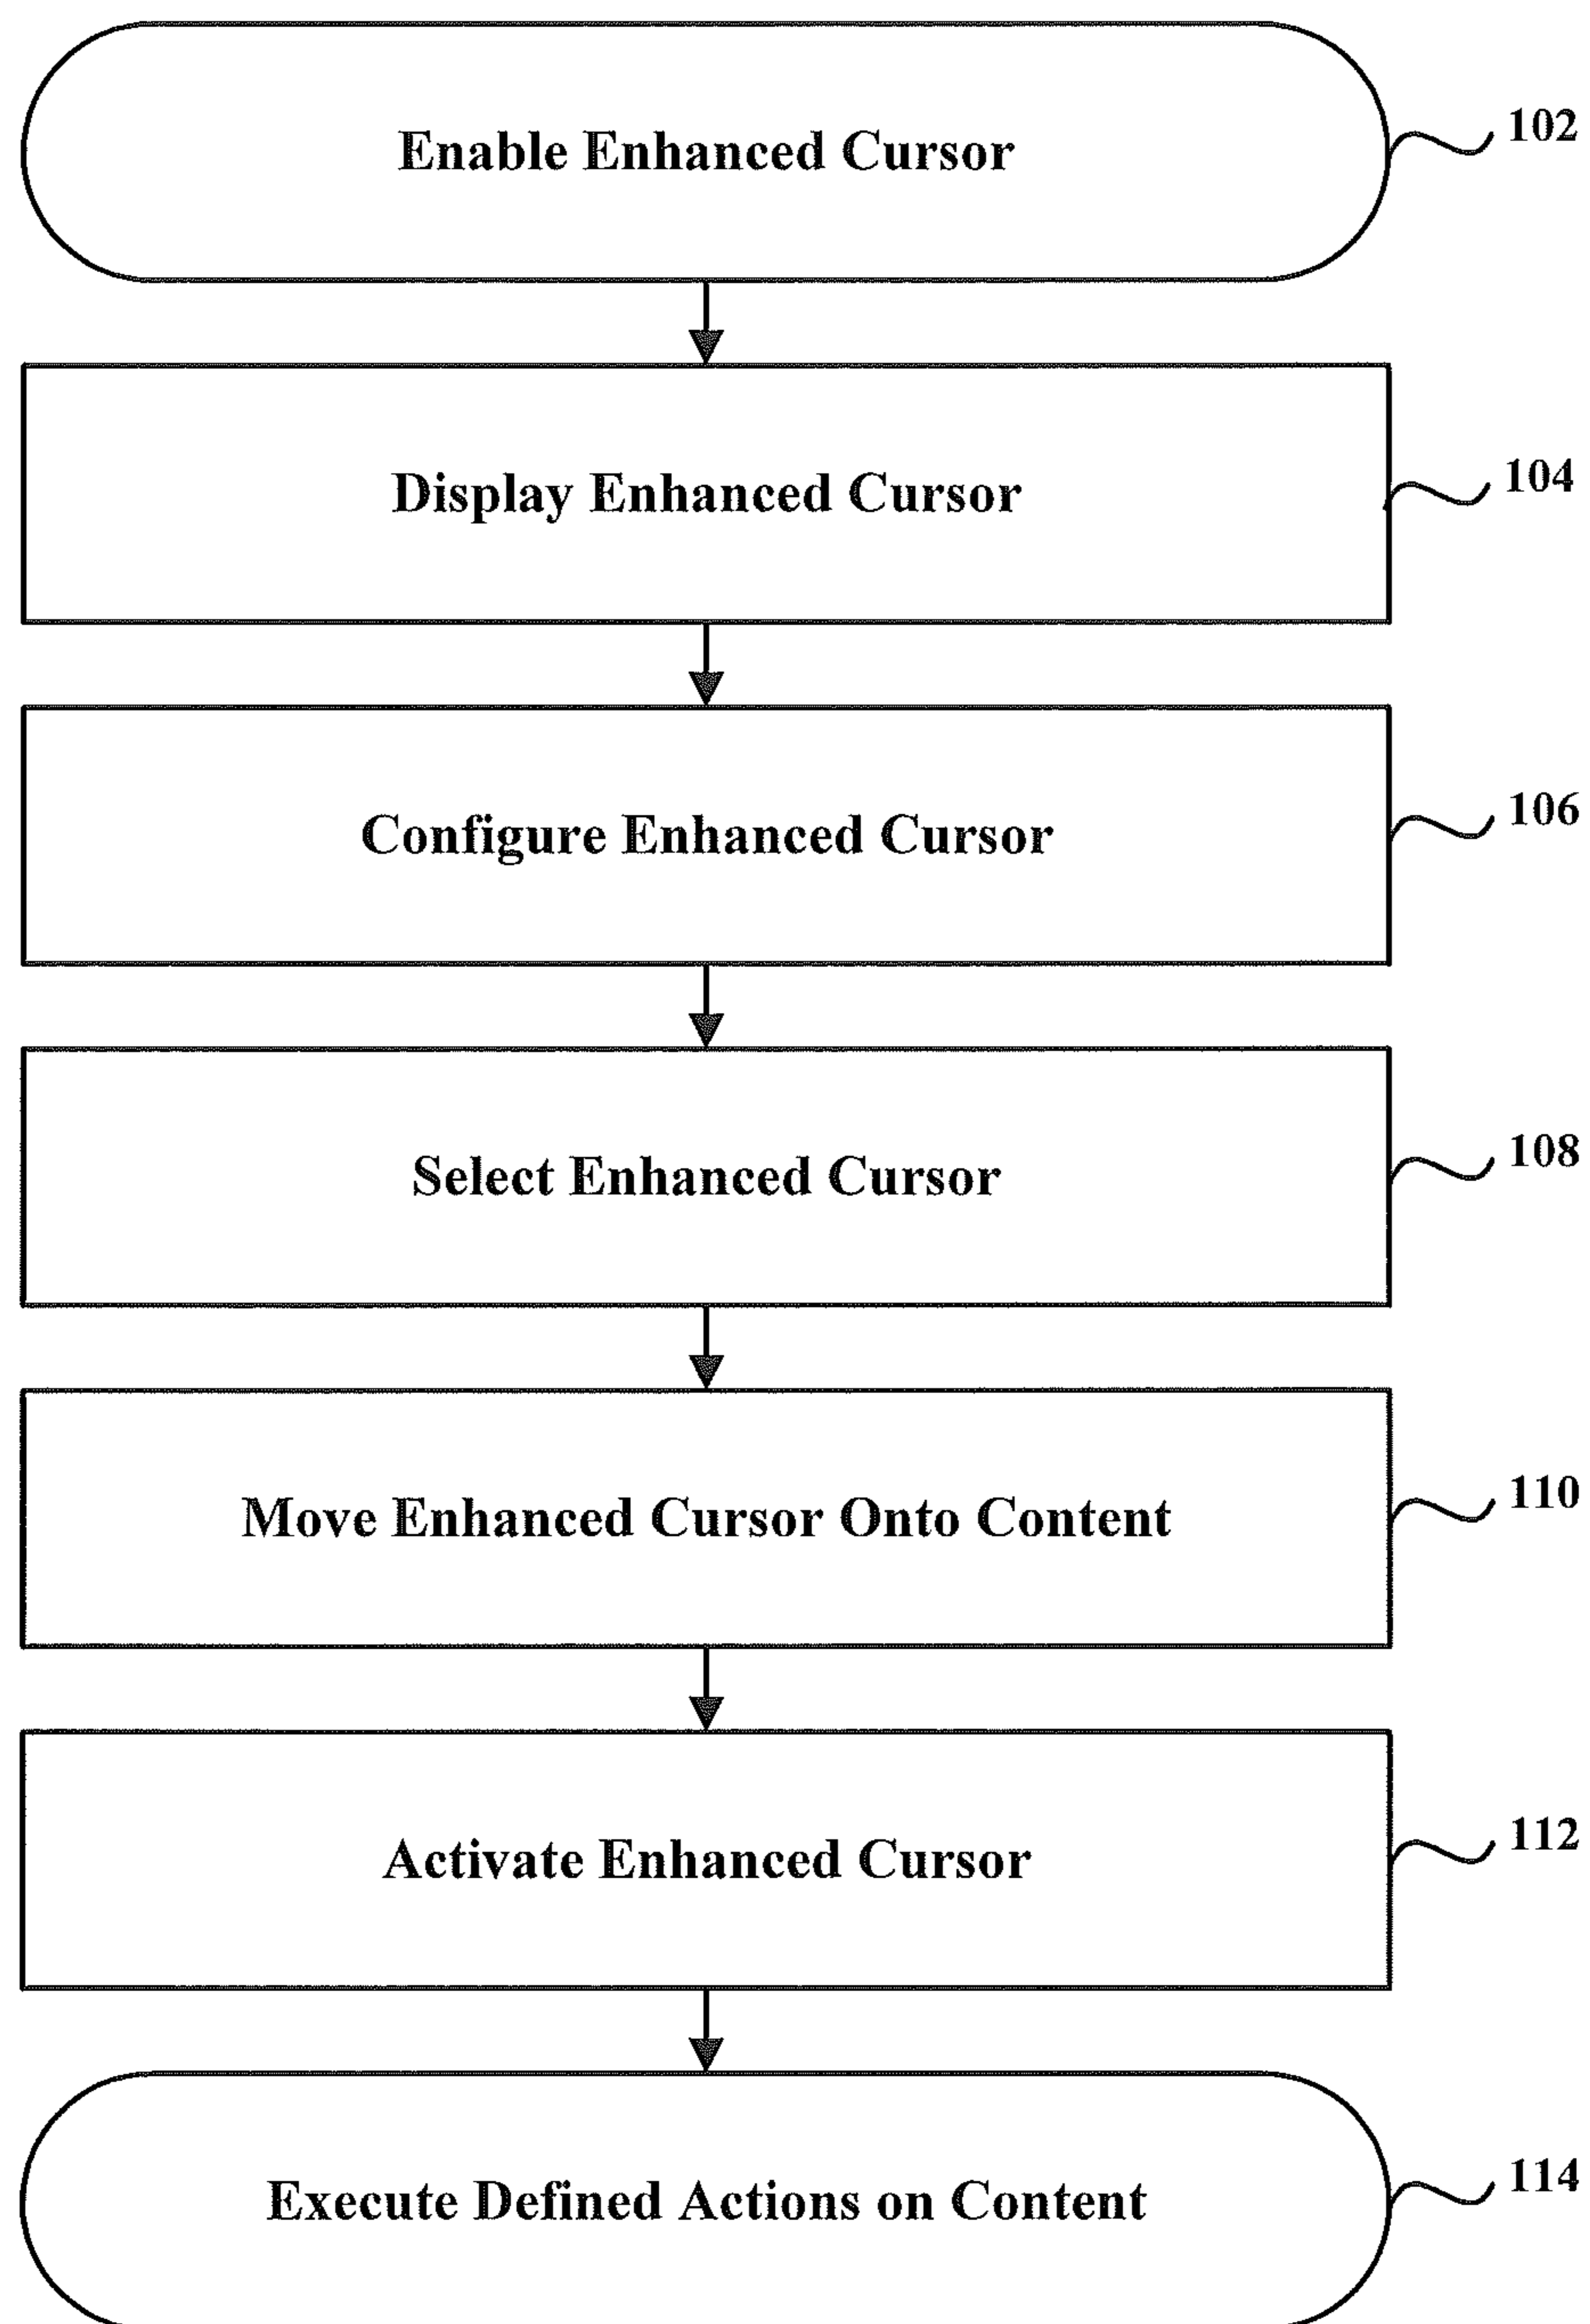 Enable Enhanced Cursor
102
Display Enhanced Cursor
104
Configure Enhanced Cursor
106
Select Enhanced Cursor
108
Move Enhanced Cursor Onto Content
110
Activate Enhanced Cursor
112
Execute Defined Actions on Content
114